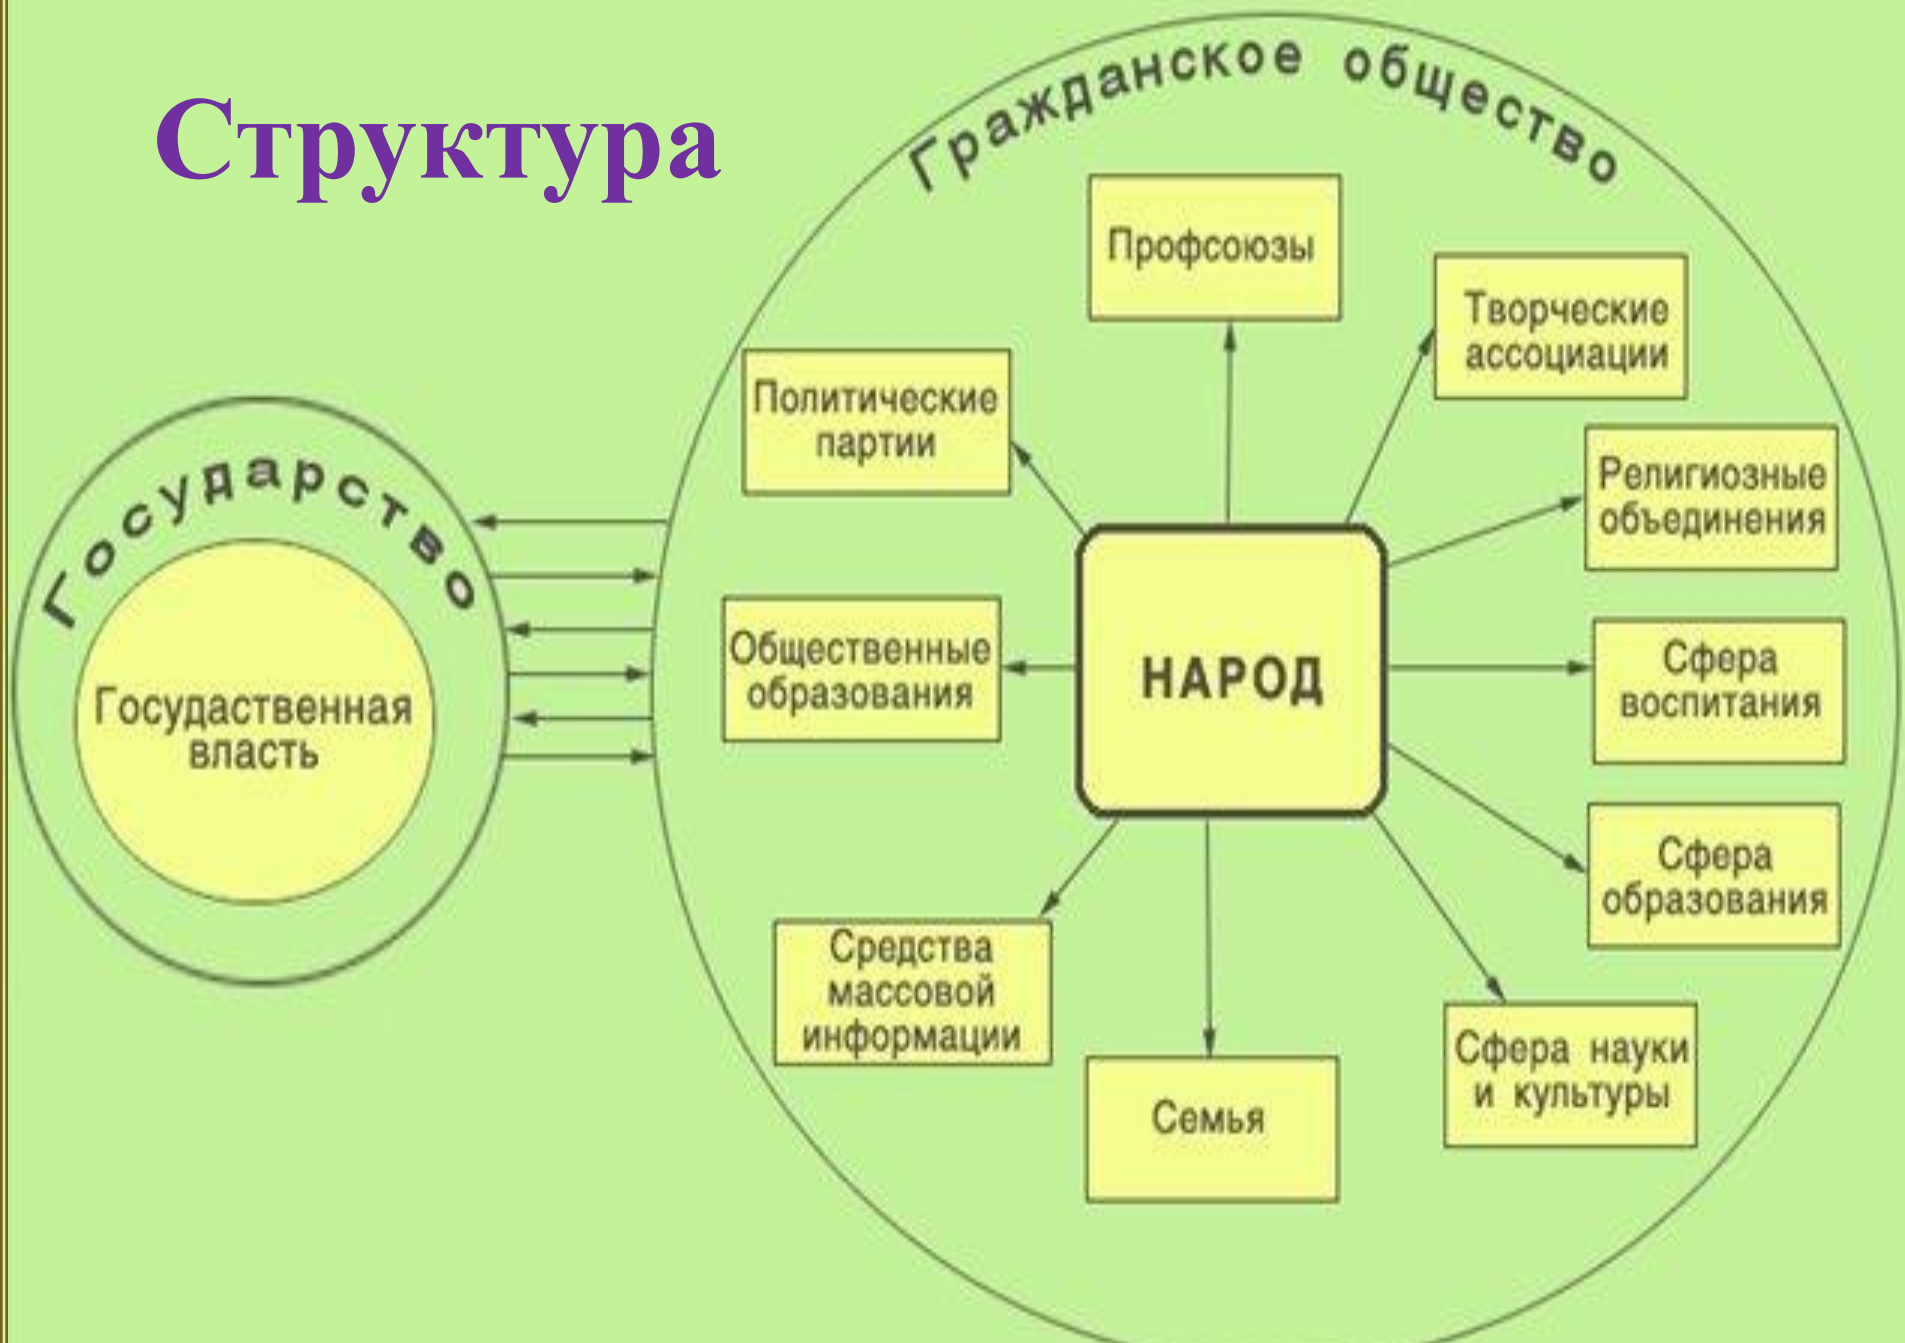 Структура
Гражданское общество
Профсоюзы
Творческие
ассоциации
Политические
партии
Религиозные
объединения
Государство
Государственная
власть
Общественные
образования
НАРОД
Сфера
воспитания
Сфера
образования
Средства
массовой
информации
Семья
Сфера науки
и культуры